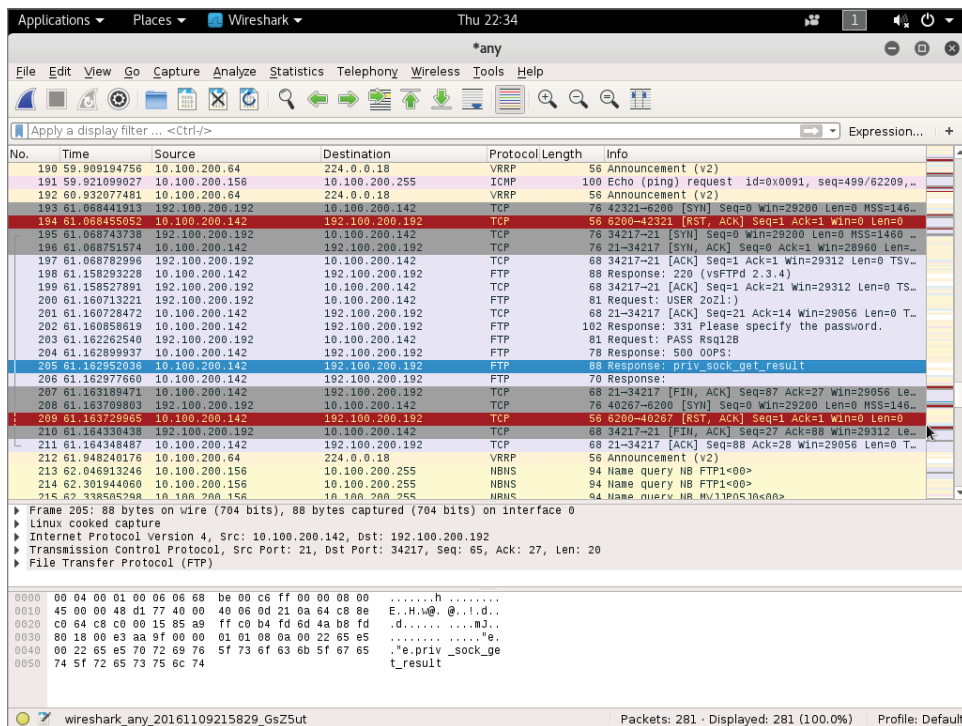 Applications Places Wireshark Thu 22:34 1
*any
File Edit View Go Capture Analyze Statistics Telephony Wireless Tools Help
Apply a display filter ... <Ctrl-/> Expression... +
No. Time Source Destination Protocol Length Info
190 59.909194756 10.100.200.64 224.0.0.18 VRRP 56 Announcement (v2)
191 59.921099027 10.100.200.156 10.100.200.255 ICMP 100 Echo (ping) request id=0x0091, seq=499/62209,…
192 60.932077481 10.100.200.64 224.0.0.18 VRRP 56 Announcement (v2)
193 61.068441913 192.100.200.192 10.100.200.142 TCP 76 42321→6200 [SYN] Seq=0 Win=29200 Len=0 MSS=146…
194 61.068455052 10.100.200.142 192.100.200.192 TCP 56 6200→42321 [RST, ACK] Seq=1 Ack=1 Win=0 Len=0
195 61.068743738 192.100.200.192 10.100.200.142 TCP 76 34217→21 [SYN] Seq=0 Win=29200 Len=0 MSS=1460 …
196 61.068751574 10.100.200.142 192.100.200.192 TCP 76 21→34217 [SYN, ACK] Seq=0 Ack=1 Win=28960 Len=…
197 61.068782996 192.100.200.192 10.100.200.142 TCP 68 34217→21 [ACK] Seq=1 Ack=1 Win=29312 Len=0 TSv…
198 61.158293228 10.100.200.142 192.100.200.192 FTP 88 Response: 220 (vsFTPd 2.3.4)
199 61.158527891 192.100.200.192 10.100.200.142 TCP 68 34217→21 [ACK] Seq=1 Ack=21 Win=29312 Len=0 TS…
200 61.160713221 192.100.200.192 10.100.200.142 FTP 81 Request: USER 2oZl:)
201 61.160728472 10.100.200.142 192.100.200.192 TCP 68 21→34217 [ACK] Seq=21 Ack=14 Win=29056 Len=0 T…
202 61.160858619 10.100.200.142 192.100.200.192 FTP 102 Response: 331 Please specify the password.
203 61.162262540 192.100.200.192 10.100.200.142 FTP 81 Request: PASS Rsq12B
204 61.162899937 10.100.200.142 192.100.200.192 FTP 78 Response: 500 OOPS:
205 61.162952036 10.100.200.142 192.100.200.192 FTP 88 Response: priv_sock_get_result
206 61.162977660 10.100.200.142 192.100.200.192 FTP 70 Response:
207 61.163189471 10.100.200.142 192.100.200.192 TCP 68 21→34217 [FIN, ACK] Seq=87 Ack=27 Win=29056 Le…
208 61.163709803 192.100.200.192 10.100.200.142 TCP 76 40267→6200 [SYN] Seq=0 Win=29200 Len=0 MSS=146…
209 61.163729965 10.100.200.142 192.100.200.192 TCP 56 6200→40267 [RST, ACK] Seq=1 Ack=1 Win=0 Len=0
210 61.164330438 192.100.200.192 10.100.200.142 TCP 68 34217→21 [FIN, ACK] Seq=27 Ack=88 Win=29312 Le…
211 61.164348487 10.100.200.142 192.100.200.192 TCP 68 21→34217 [ACK] Seq=88 Ack=28 Win=29056 Len=0 T…
212 61.948240176 10.100.200.64 224.0.0.18 VRRP 56 Announcement (v2)
213 62.046913246 10.100.200.156 10.100.200.255 NBNS 94 Name query NB FTP1<00>
214 62.301944060 10.100.200.156 10.100.200.255 NBNS 94 Name query NB FTP1<00>
215 62.338505298 10.100.200.156 10.100.200.255 NBNS 94 Name query NB MVJJPO5J0<00>
Frame 205: 88 bytes on wire (704 bits), 88 bytes captured (704 bits) on interface 0
Linux cooked capture
Internet Protocol Version 4, Src: 10.100.200.142, Dst: 192.100.200.192
Transmission Control Protocol, Src Port: 21, Dst Port: 34217, Seq: 65, Ack: 27, Len: 20
File Transfer Protocol (FTP)
0000 00 04 00 01 00 06 06 68 be 00 c6 ff 00 00 08 00 .......h ........
0010 45 00 00 48 d1 77 40 00 40 06 0d 21 0a 64 c8 8e E..H.w@. @..!.d..
0020 c0 64 c8 c0 00 15 85 a9 ff c0 b4 fd 6d 4a b8 fd .d...... ....mJ..
0030 80 18 00 e3 aa 9f 00 00 01 01 08 0a 00 22 65 e5 ........ ....."e.
0040 00 22 65 e5 70 72 69 76 5f 73 6f 63 6b 5f 67 65 ."e.priv _sock_ge
0050 74 5f 72 65 73 75 6c 74 t_result
wireshark_any_20161109215829_GsZ5ut Packets: 281 · Displayed: 281 (100.0%) Profile: Default